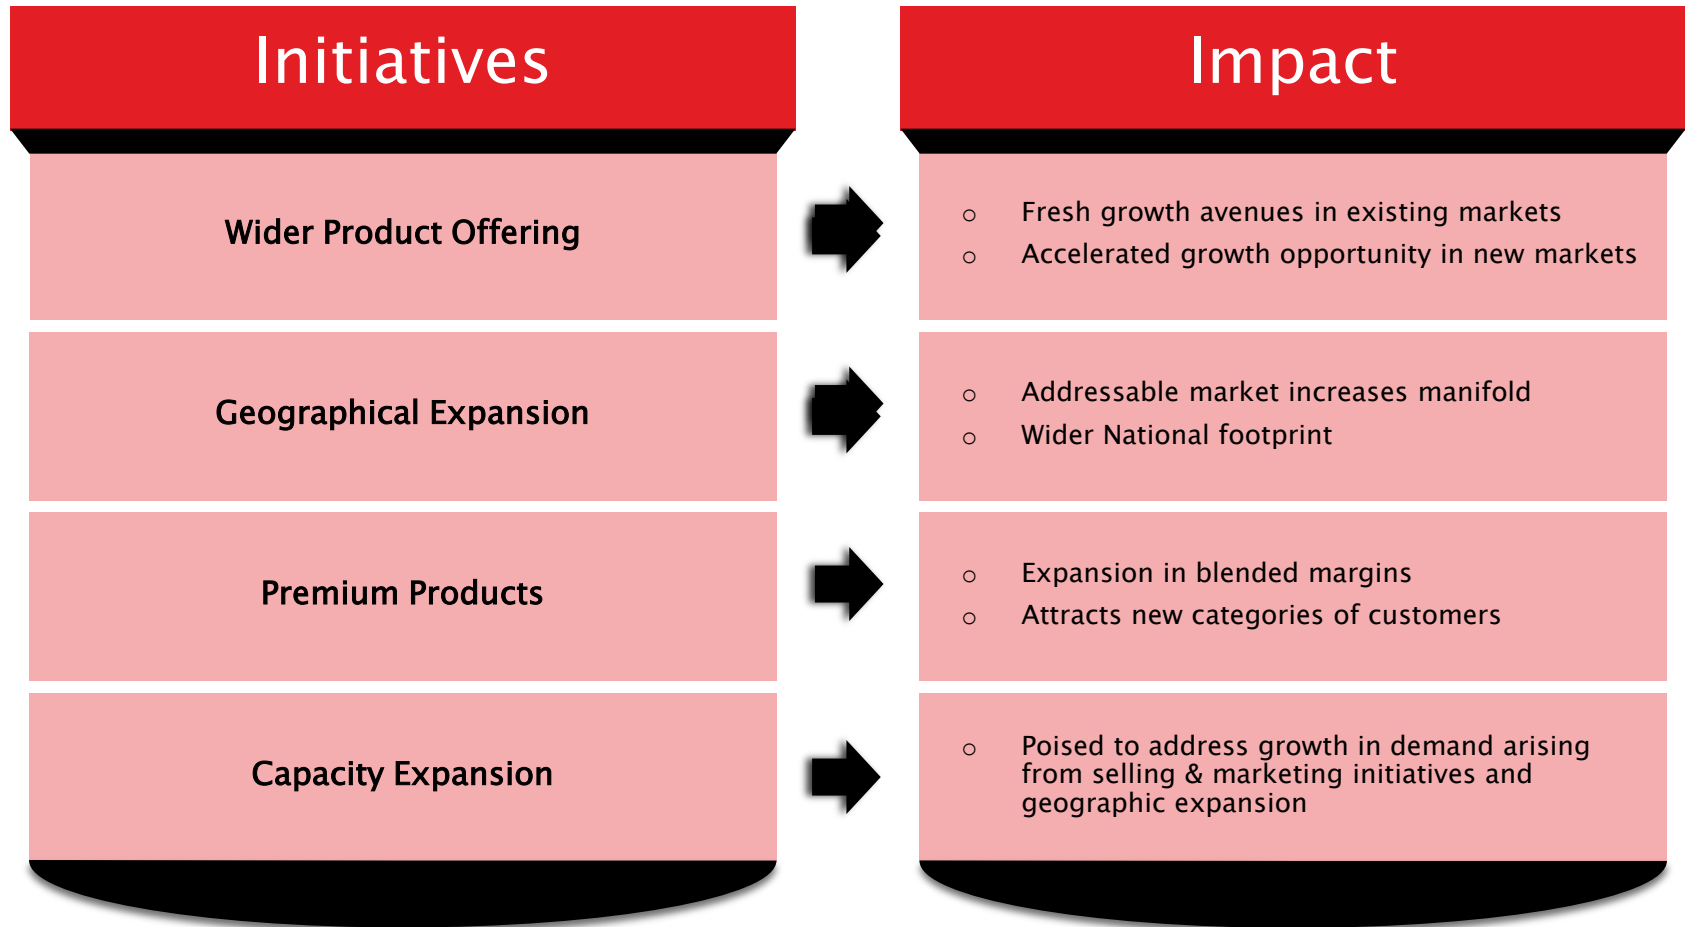 Initiatives
Impact
Wider Product Offering
o Fresh growth avenues in existing markets
o Accelerated growth opportunity in new markets
Geographical Expansion
o Addressable market increases manifold
o Wider National footprint
Premium Products
o Expansion in blended margins
o Attracts new categories of customers
Capacity Expansion
o Poised to address growth in demand arising
from selling & marketing initiatives and
geographic expansion